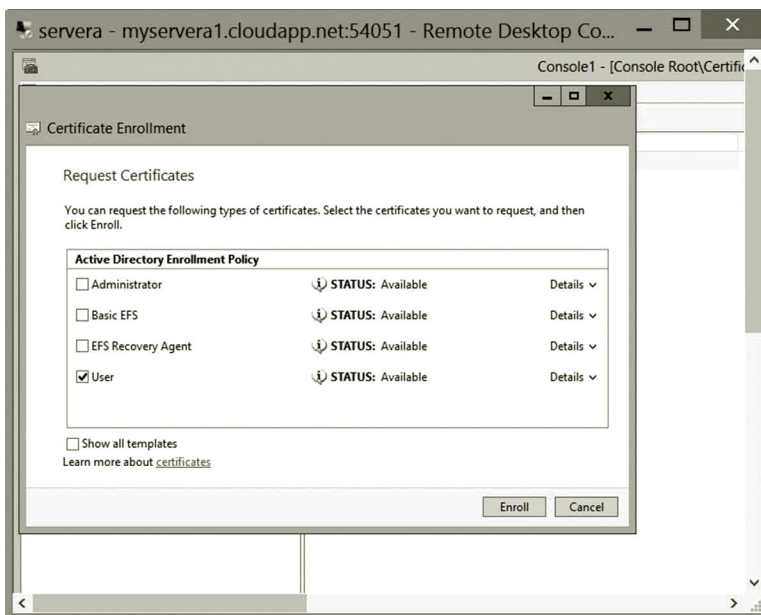 servera - myservera1.cloudapp.net:54051 - Remote Desktop Co...
Console1 - [Console Root\Certific
Certificate Enrollment
Request Certificates
You can request the following types of certificates. Select the certificates you want to request, and then
click Enroll.
Active Directory Enrollment Policy
Administrator STATUS: Available Details
Basic EFS STATUS: Available Details
EFS Recovery Agent STATUS: Available Details
User STATUS: Available Details
Show all templates
Learn more about certificates
Enroll Cancel